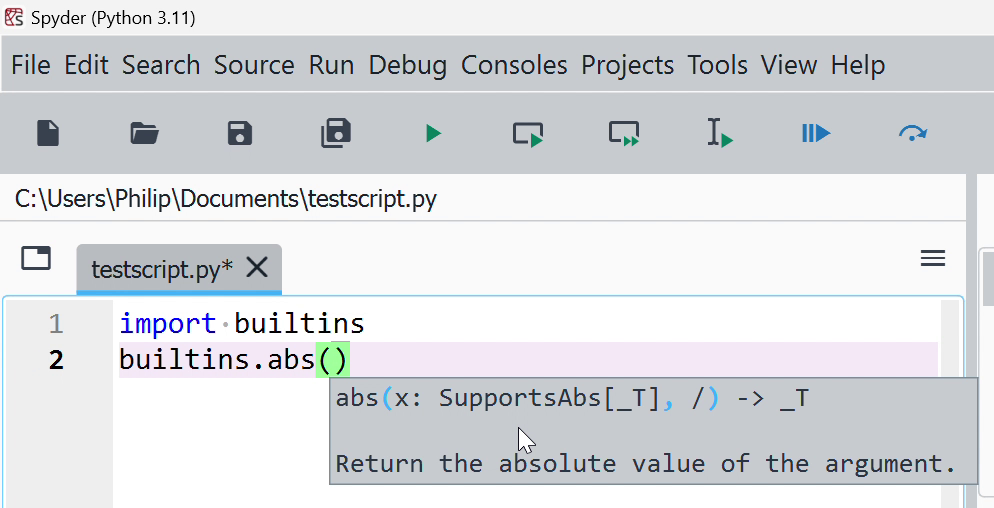 Spyder (Python 3.11)
File Edit Search Source Run Debug Consoles Projects Tools View Help
C:\Users\Philip\Documents\testscript.py
testscript.py*
1 import builtins
2 builtins.abs()
abs(x: SupportsAbs[_T], /) -> _T
Return the absolute value of the argument.